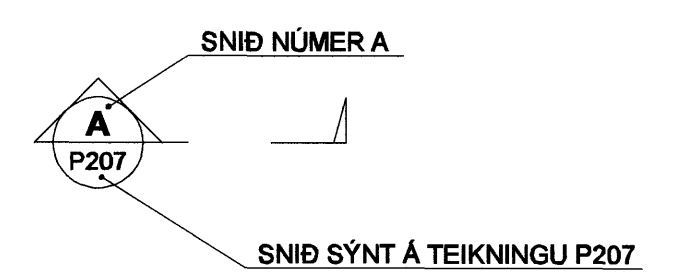 SNIÐ NÚMER A
A
P207
SNIÐ SÝNT Á TEIKNINGU P207